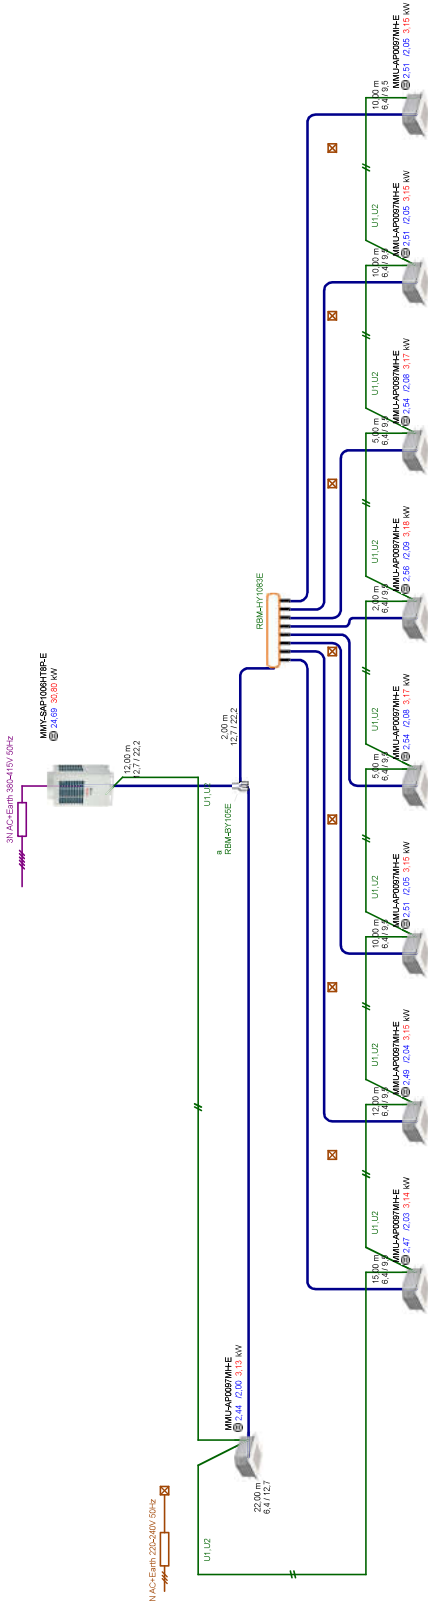 3N AC+Earth 380-415V 50Hz
MMY-SAP1006HT8P-E
24,69 30,80 kW
12,00 m
12,7 / 22,2
N AC+Earth 220-240V 50Hz
U1,U2
U1,U2
a
RBM-BY105E
2,00 m
12,7 / 22,2
RBM-HY1083E
MMU-AP0097MH-E
2,44 /2,00 3,13 kW
22,00 m
6,4 / 12,7
U1,U2
15,00 m
6,4 / 9,5
MMU-AP0097MH-E
2,47 /2,03 3,14 kW
U1,U2
12,00 m
6,4 / 9,5
MMU-AP0097MH-E
2,49 /2,04 3,15 kW
U1,U2
10,00 m
6,4 / 9,5
MMU-AP0097MH-E
2,51 /2,05 3,15 kW
U1,U2
5,00 m
6,4 / 9,5
MMU-AP0097MH-E
2,54 /2,08 3,17 kW
U1,U2
2,00 m
6,4 / 9,5
MMU-AP0097MH-E
2,56 /2,09 3,18 kW
U1,U2
5,00 m
6,4 / 9,5
MMU-AP0097MH-E
2,54 /2,08 3,17 kW
U1,U2
10,00 m
6,4 / 9,5
MMU-AP0097MH-E
2,51 /2,05 3,15 kW
U1,U2
10,00 m
6,4 / 9,5
MMU-AP0097MH-E
2,51 /2,05 3,15 kW